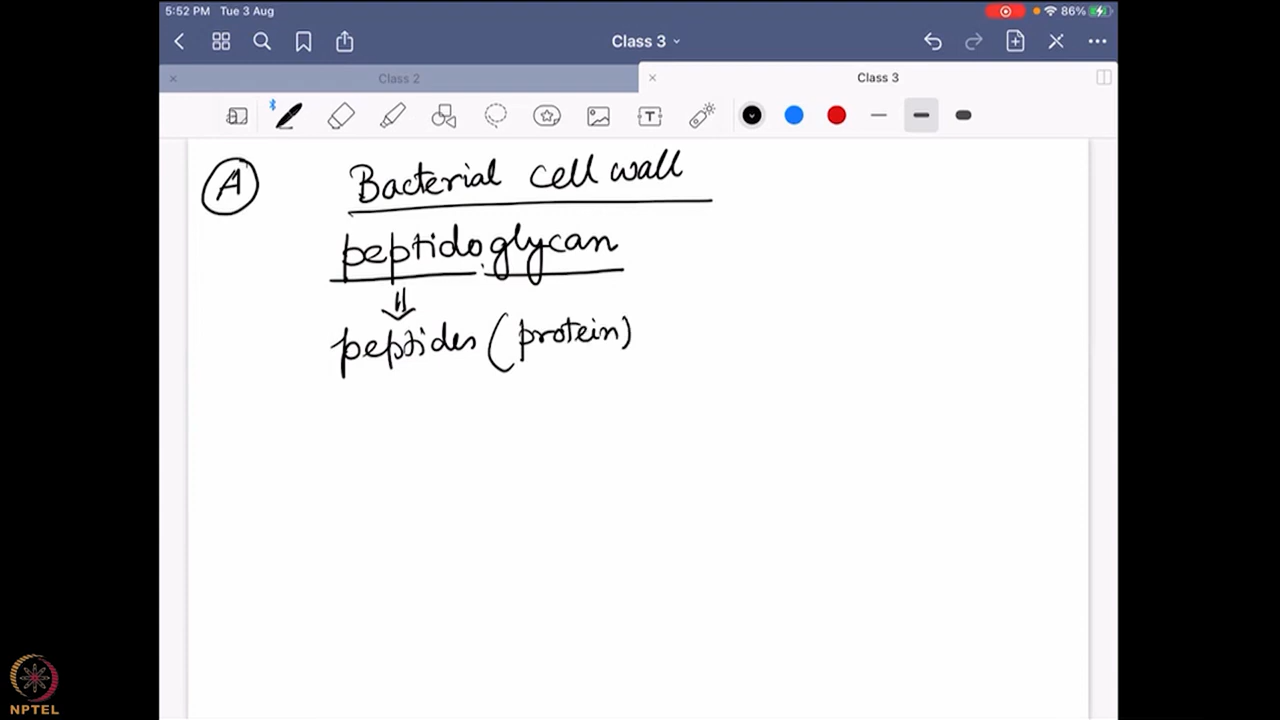 5:52 PM Tue 3 Aug 86%
Class 3
Class 2 Class 3
T
A Bacterial cell wall
peptidoglycan
peptides (protein)
NPTEL